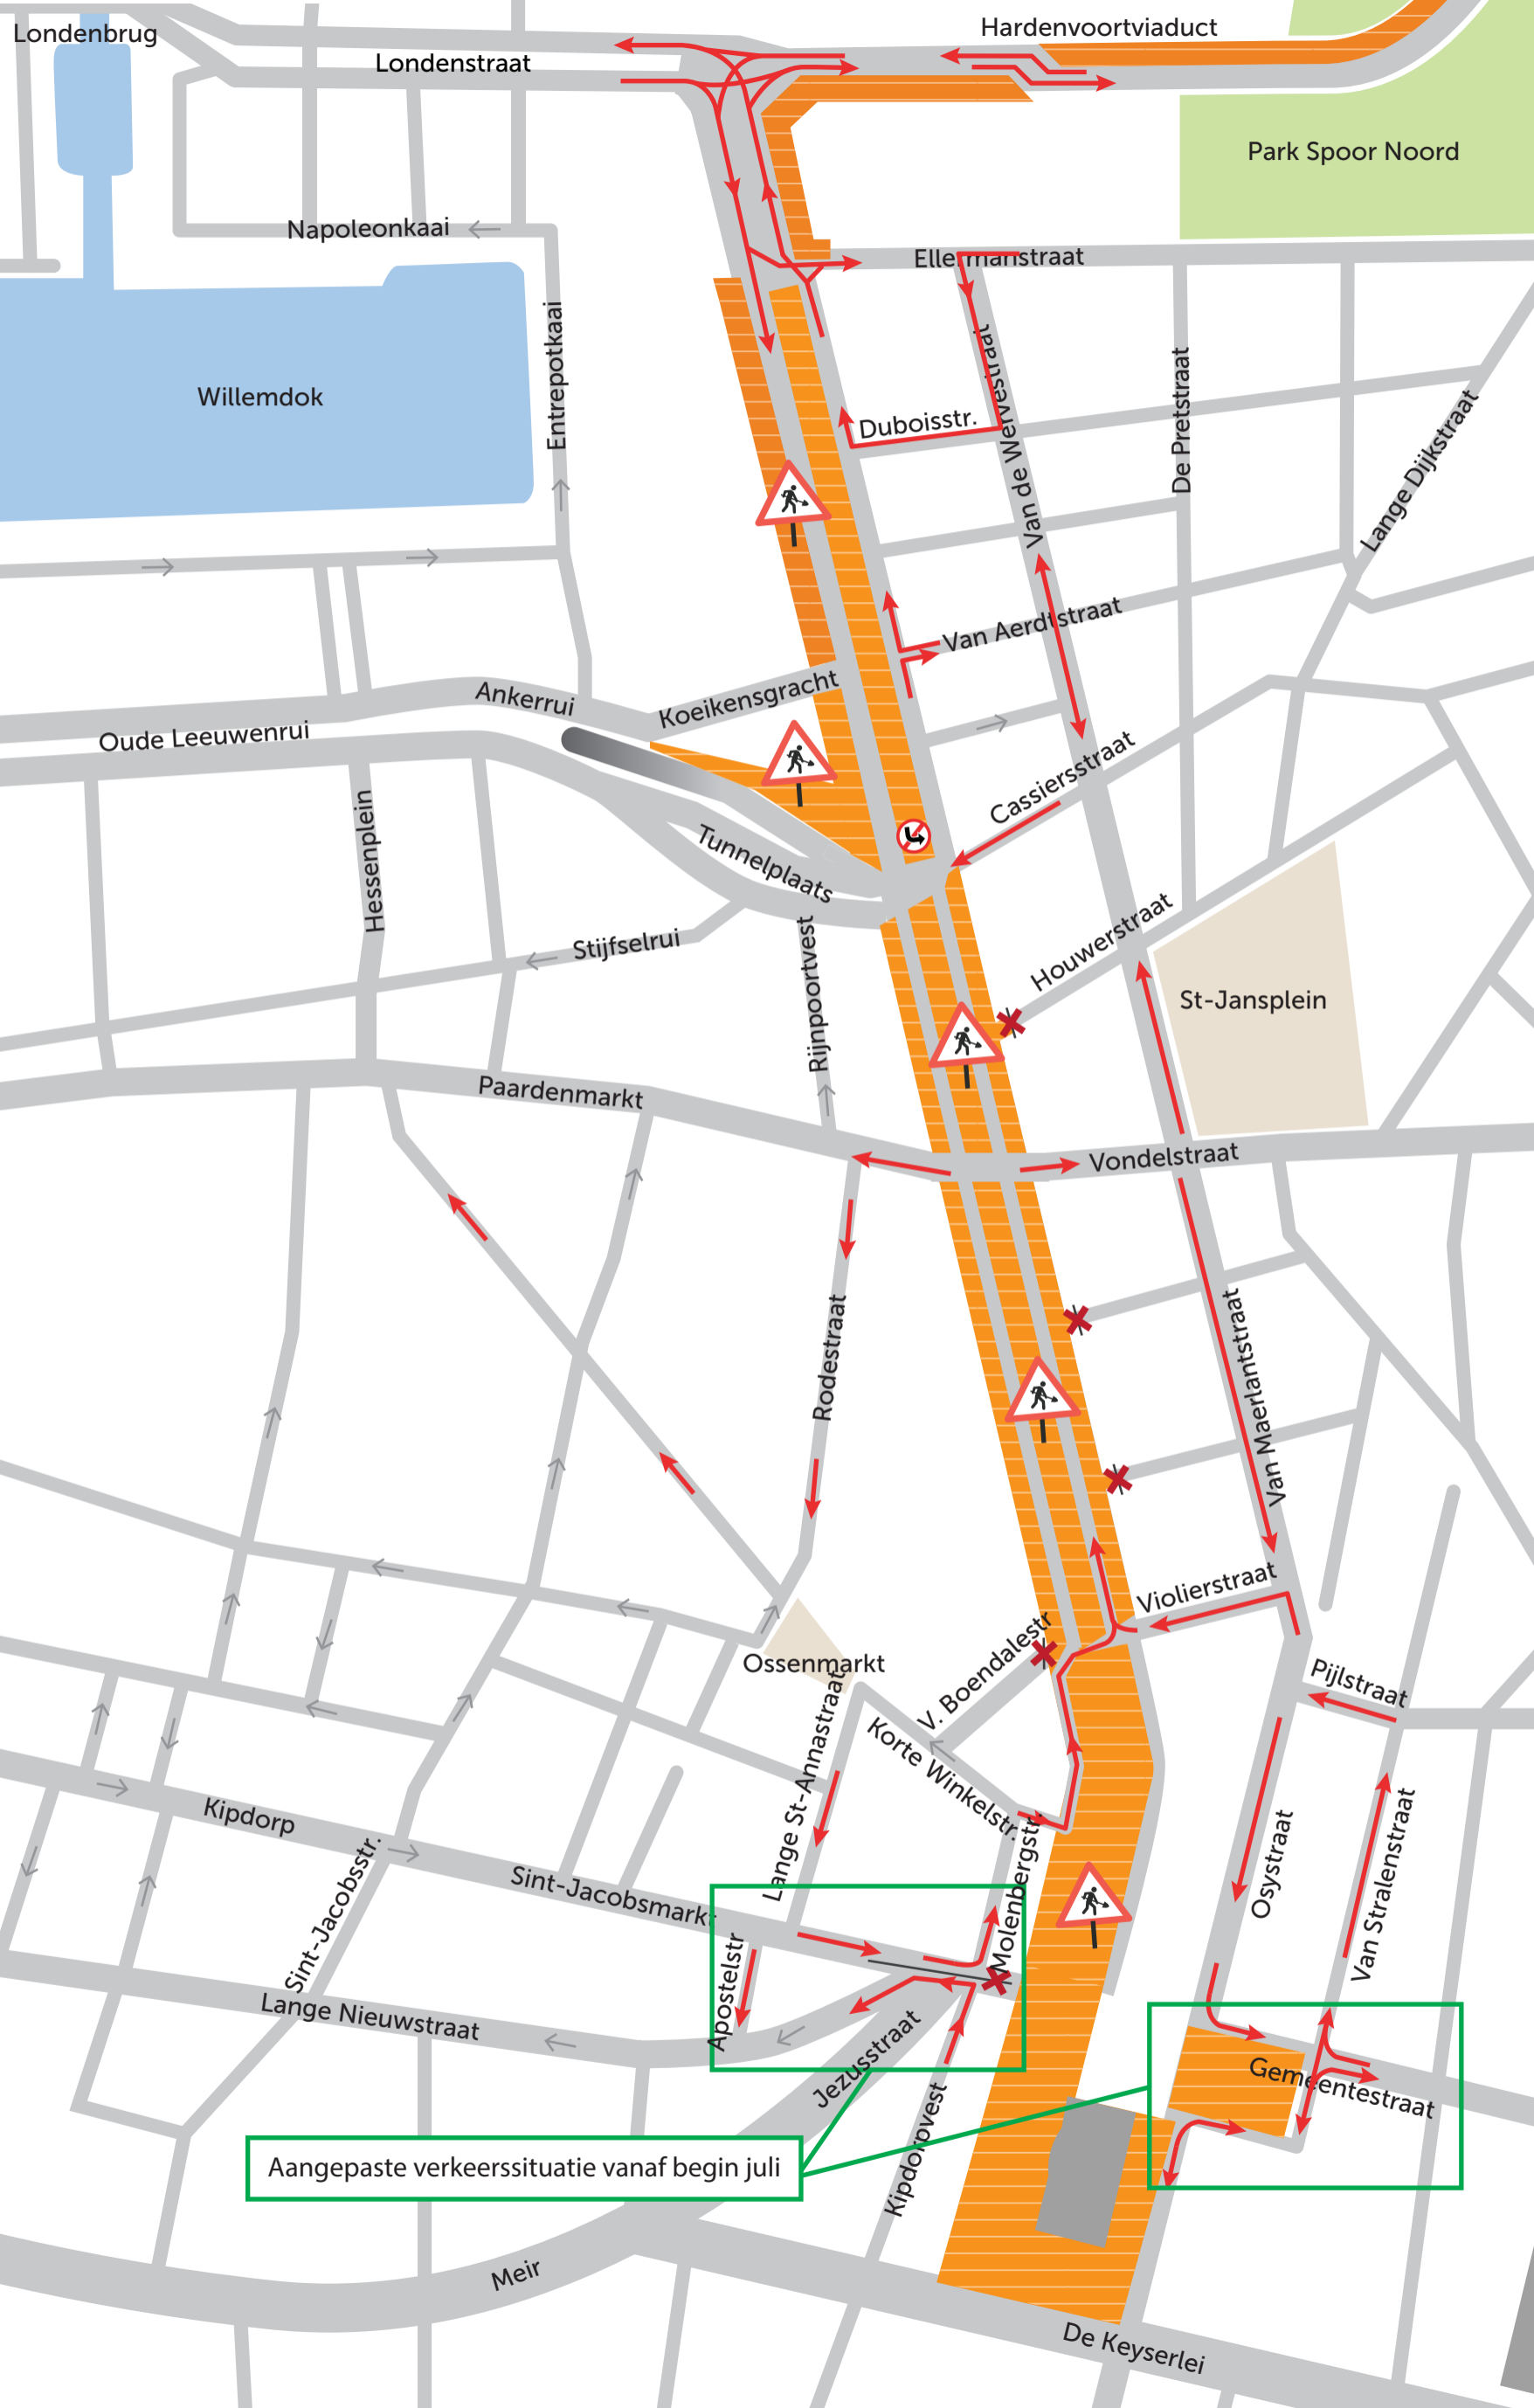 Londenbrug
Hardenvoortviaduct
Londenstraat
Park Spoor Noord
Napoleonkaai
Ellermanstraat
Entrepotkaai
Willemdok
Van de Wervestraat
De Pretstraat
Duboisstr.
Lange Dijkstraat
Van Aerdtstraat
Koeikensgracht
Ankerrui
Oude Leeuwenrui
Cassiersstraat
Hessenplein
Tunnelplaats
Houwerstraat
Stijfselrui
Rijnpoortvest
St-Jansplein
Paardenmarkt
Vondelstraat
Rodestraat
Van Maerlantstraat
Violierstraat
Ossenmarkt
V. Boendalestr
Pijlstraat
Korte Winkelstr.
Lange St-Annastraat
Kipdorp
Molenbergstr.
Osystraat
Van Stralenstraat
Sint-Jacobsmarkt
Sint-Jacobsstr.
Apostelstr
Lange Nieuwstraat
Jezusstraat
Gemeentestraat
Kipdorpvest
Aangepaste verkeerssituatie vanaf begin juli
Meir
De Keyserlei